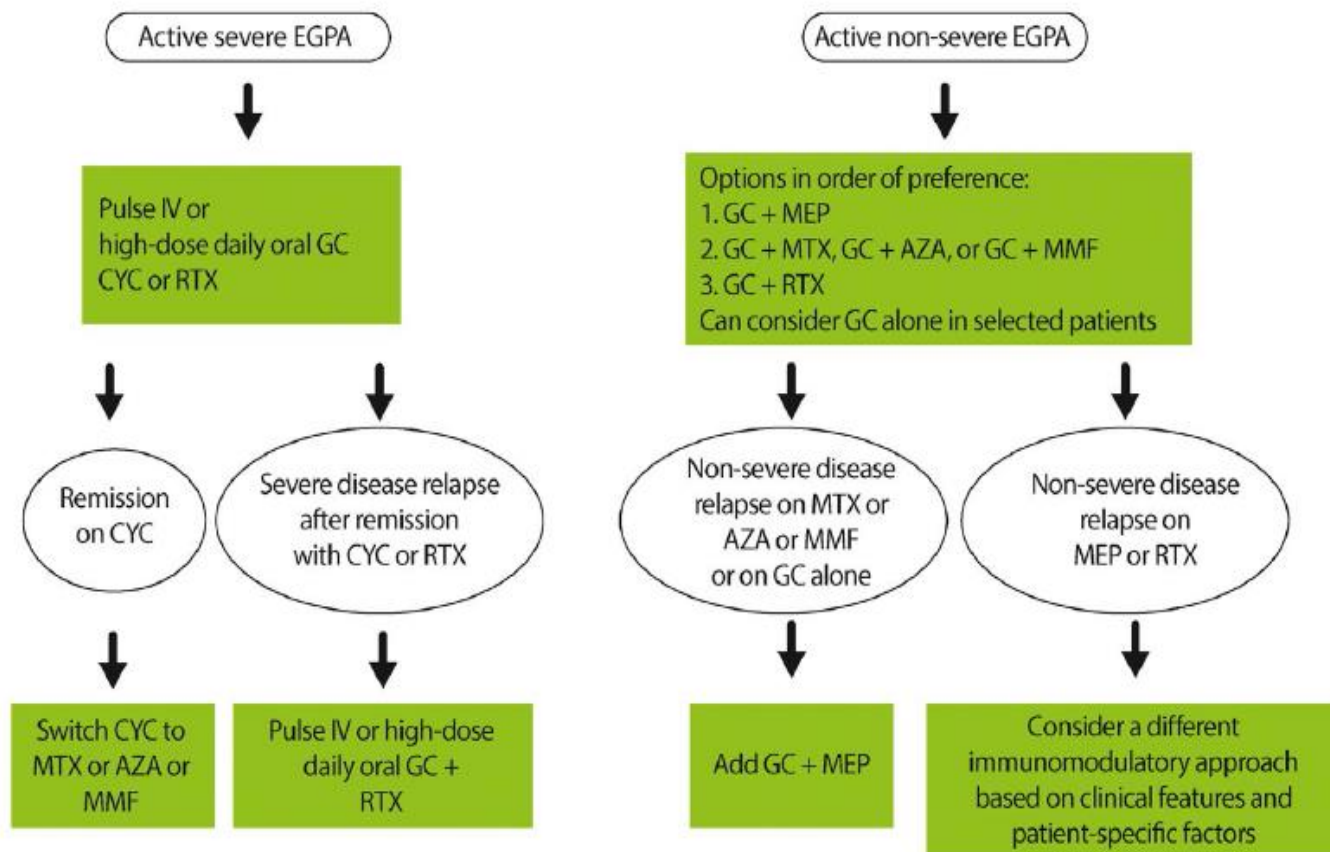 Active severe EGPA
Pulse IV or
high-dose daily oral GC
CYC or RTX
Remission
on CYC
Severe disease relapse
after remission
with CYC or RTX
Switch CYC to
MTX or AZA or
MMF
Pulse IV or high-dose
daily oral GC +
RTX
Active non-severe EGPA
Options in order of preference:
1. GC + MEP
2. GC + MTX, GC + AZA, or GC + MMF
3. GC + RTX
Can consider GC alone in selected patients
Non-severe disease
relapse on MTX or
AZA or MMF
or on GC alone
Non-severe disease
relapse on
MEP or RTX
Add GC + MEP
Consider a different
immunomodulatory approach
based on clinical features and
patient-specific factors